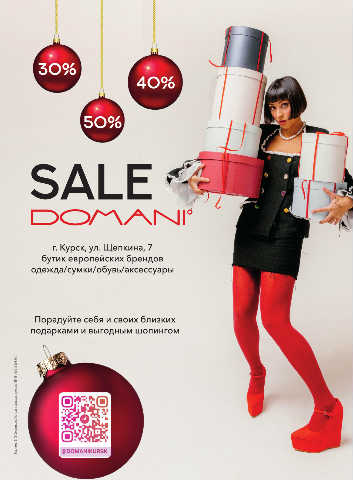 30%
40%
50%
SALE
DOMANI
г. Курск, ул. Щепкина, 7
бутик европейских брендов
одежда/сумки/обувь/аксессуары
Порадуйте себя и своих близких
подарками и выгодным шопингом
@DOMANIKURSK